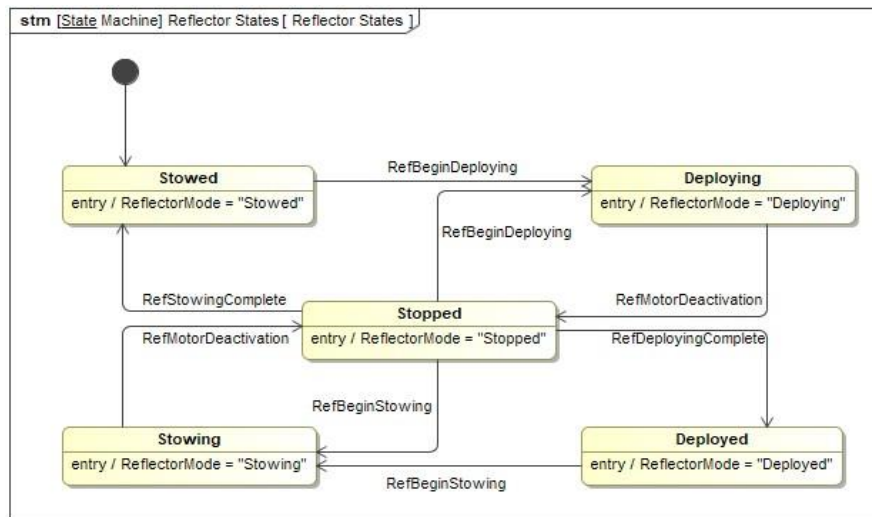 stm [State Machine] Reflector States [ Reflector States ]
Stowed
entry / ReflectorMode = "Stowed"
RefBeginDeploying
Deploying
entry / ReflectorMode = "Deploying"
RefBeginDeploying
RefStowingComplete
RefMotorDeactivation
Stopped
entry / ReflectorMode = "Stopped"
RefMotorDeactivation
RefDeployingComplete
RefBeginStowing
Stowing
entry / ReflectorMode = "Stowing"
Deployed
entry / ReflectorMode = "Deployed"
RefBeginStowing